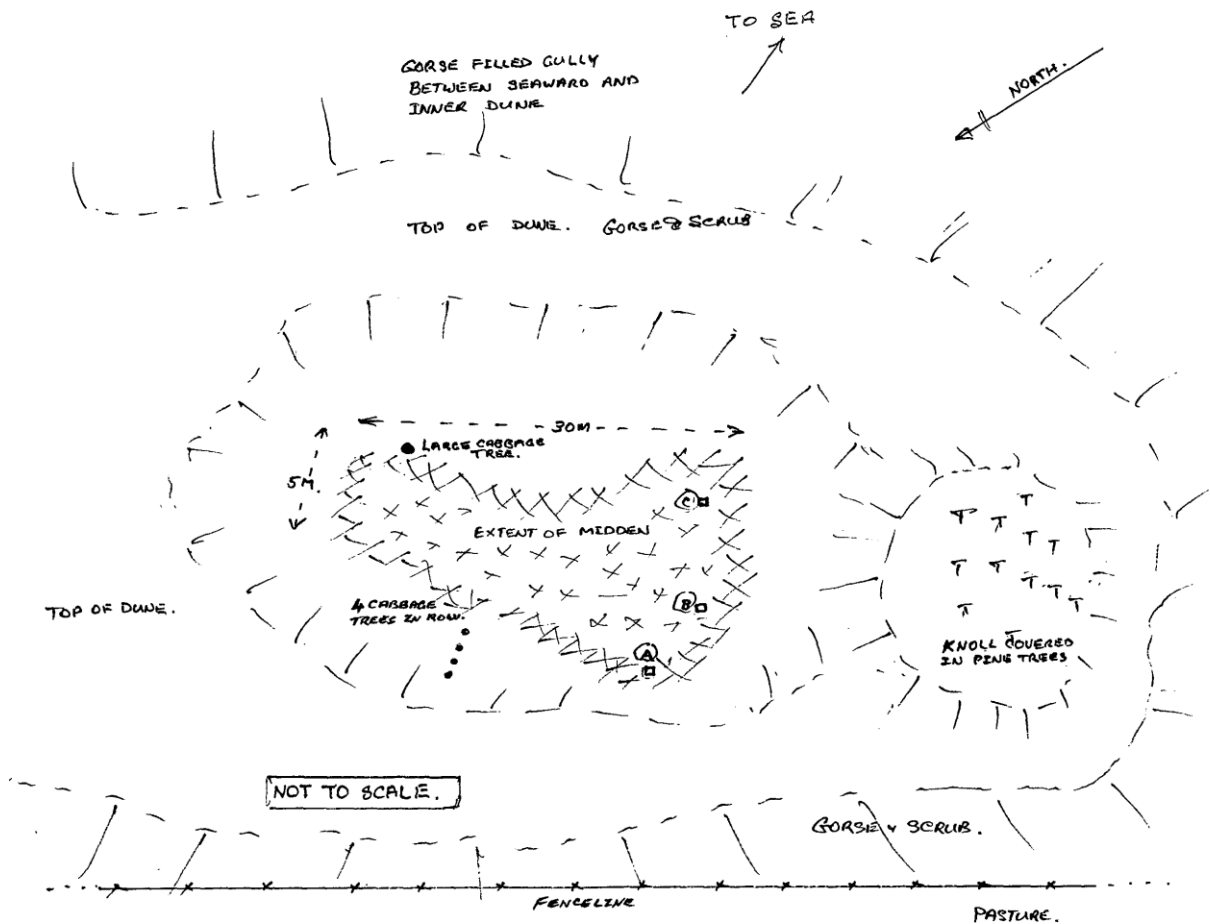 TO SEA
GORSE FILLED GULLY
BETWEEN SEAWARD AND
INNER DUNE
NORTH.
TOP OF DUNE. GORSE & SCRUB
30M
LARGE CABBAGE
TREE.
5M.
C
EXTENT OF MIDDEN
TOP OF DUNE.
4 CABBAGE
TREES IN ROW.
B
A
KNOLL COVERED
IN PINE TREES
NOT TO SCALE.
GORSE & SCRUB.
FENCELINE
PASTURE.